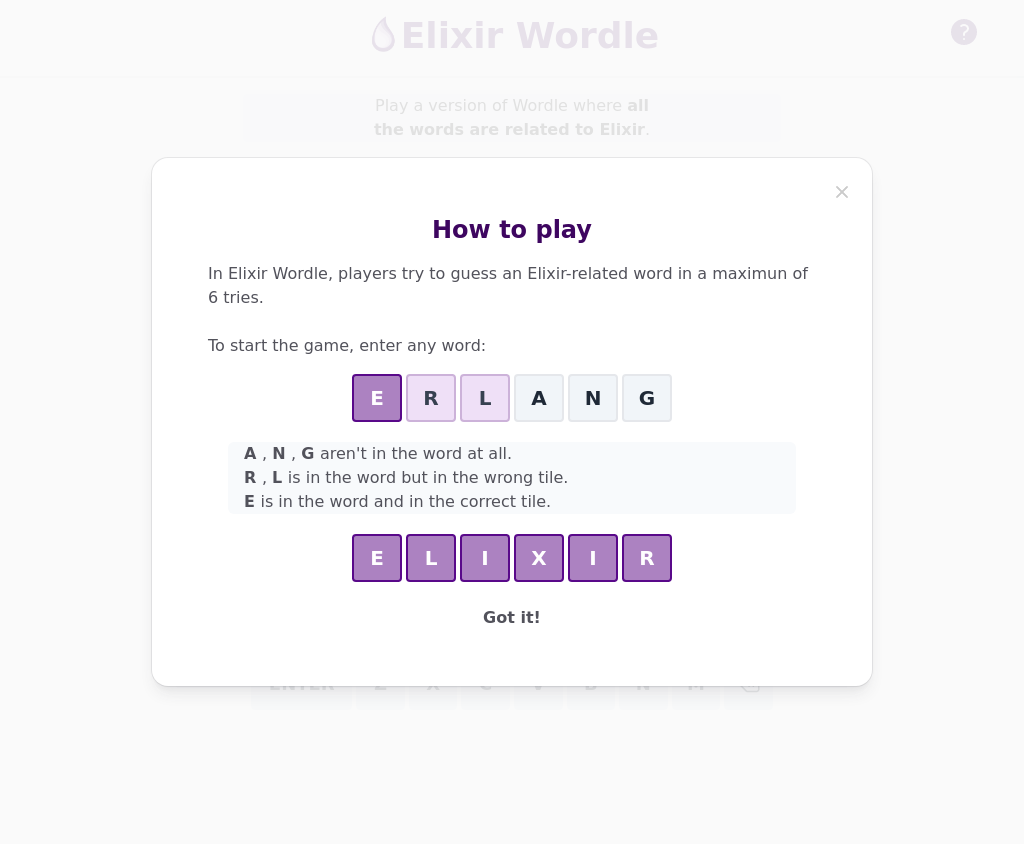 Elixir Wordle
?
Play a version of Wordle where all
the words are related to Elixir.
How to play
In Elixir Wordle, players try to guess an Elixir-related word in a maximun of
6 tries.
To start the game, enter any word:
E R L A N G
A , N , G aren't in the word at all.
R , L is in the word but in the wrong tile.
E is in the word and in the correct tile.
E L I X I R
Got it!
ENTER Z X C V B N M